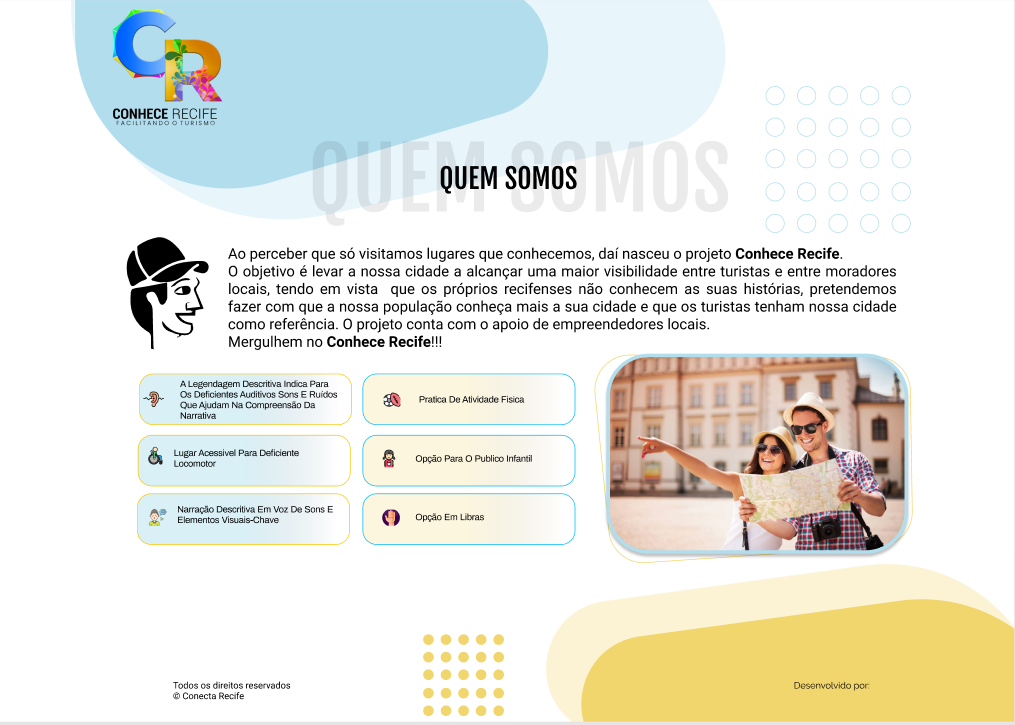 CR
CONHECE RECIFE
FACILITANDO O TURISMO
QUEM SOMOS
QUEM SOMOS
Ao perceber que só visitamos lugares que conhecemos, daí nasceu o projeto Conhece Recife.
O objetivo é levar a nossa cidade a alcançar uma maior visibilidade entre turistas e entre moradores
locais, tendo em vista que os próprios recifenses não conhecem as suas histórias, pretendemos
fazer com que a nossa população conheça mais a sua cidade e que os turistas tenham nossa cidade
como referência. O projeto conta com o apoio de empreendedores locais.
Mergulhem no Conhece Recife!!!
A Legendagem Descritiva Indica Para
Os Deficientes Auditivos Sons E Ruídos
Que Ajudam Na Compreensão Da
Narrativa
Pratica De Atividade Fisica
Lugar Acessivel Para Deficiente
Locomotor
Opção Para O Publico Infantil
Narração Descritiva Em Voz De Sons E
Elementos Visuais-Chave
Opção Em Libras
Todos os direitos reservados
© Conecta Recife
Desenvolvido por: